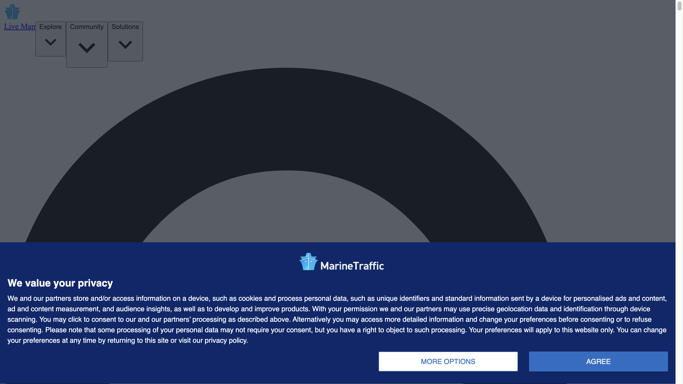 Live Map
Explore
Community
Solutions
MarineTraffic
We value your privacy
We and our partners store and/or access information on a device, such as cookies and process personal data, such as unique identifiers and standard information sent by a device for personalised ads and content,
ad and content measurement, and audience insights, as well as to develop and improve products. With your permission we and our partners may use precise geolocation data and identification through device
scanning. You may click to consent to our and our partners' processing as described above. Alternatively you may access more detailed information and change your preferences before consenting or to refuse
consenting. Please note that some processing of your personal data may not require your consent, but you have a right to object to such processing. Your preferences will apply to this website only. You can change
your preferences at any time by returning to this site or visit our privacy policy.
MORE OPTIONS
AGREE